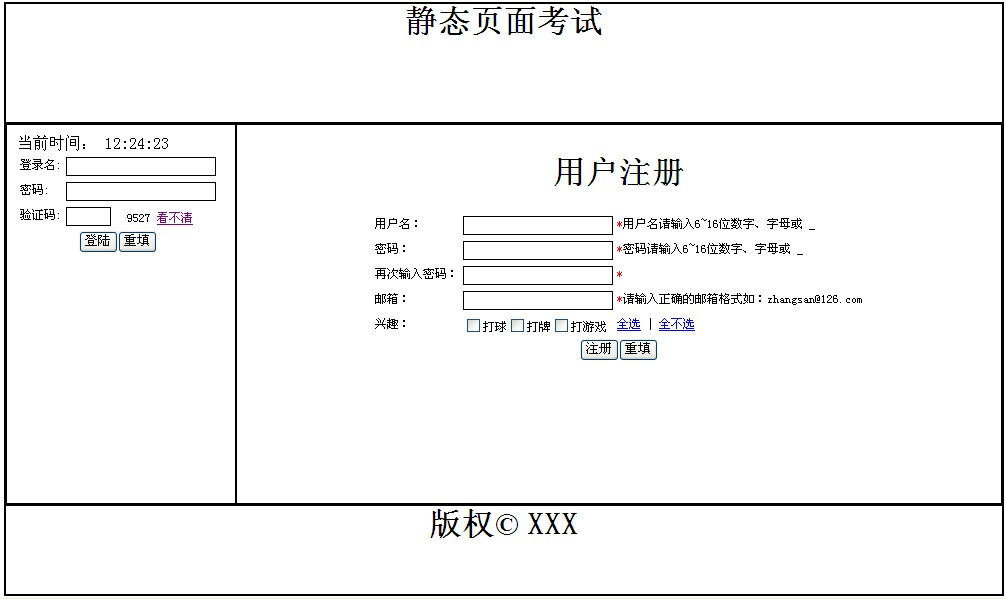 静态页面考试
当前时间： 12:24:23
登录名:
密码:
验证码: 9527 看不清
登陆 重填
用户注册
用户名： *用户名请输入6~16位数字、字母或 _
密码： *密码请输入6~16位数字、字母或 _
再次输入密码： *
邮箱： *请输入正确的邮箱格式如：zhangsan@126.com
兴趣： 打球 打牌 打游戏 全选 | 全不选
注册 重填
版权© XXX